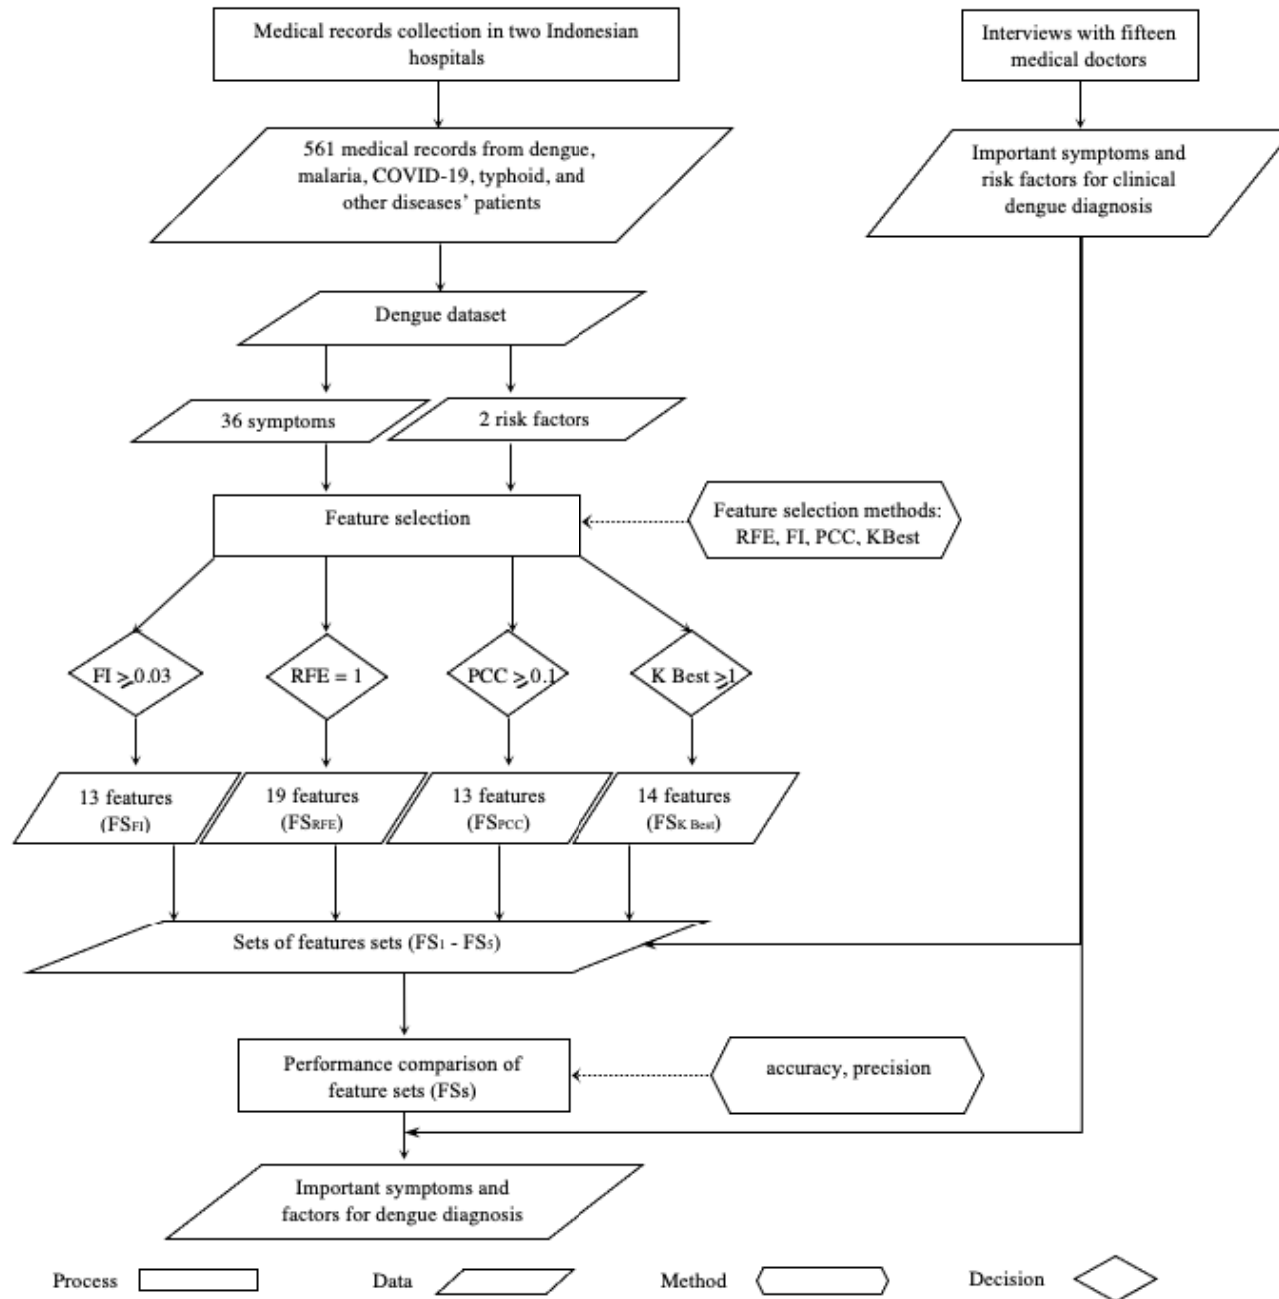 Medical records collection in two Indonesian
hospitals
Interviews with fifteen
medical doctors
561 medical records from dengue,
malaria, COVID-19, typhoid, and
other diseases' patients
Important symptoms and
risk factors for clinical
dengue diagnosis
Dengue dataset
36 symptoms
2 risk factors
Feature selection
Feature selection methods:
RFE, FI, PCC, KBest
FI ⩾ 0.03
RFE = 1
PCC ⩾ 0.1
K Best ⩾ 1
13 features
(FSFI)
19 features
(FSRFE)
13 features
(FSPCC)
14 features
(FSK Best)
Sets of features sets (FS1 - FS5)
Performance comparison of
feature sets (FSs)
accuracy, precision
Important symptoms and
factors for dengue diagnosis
Process
Data
Method
Decision